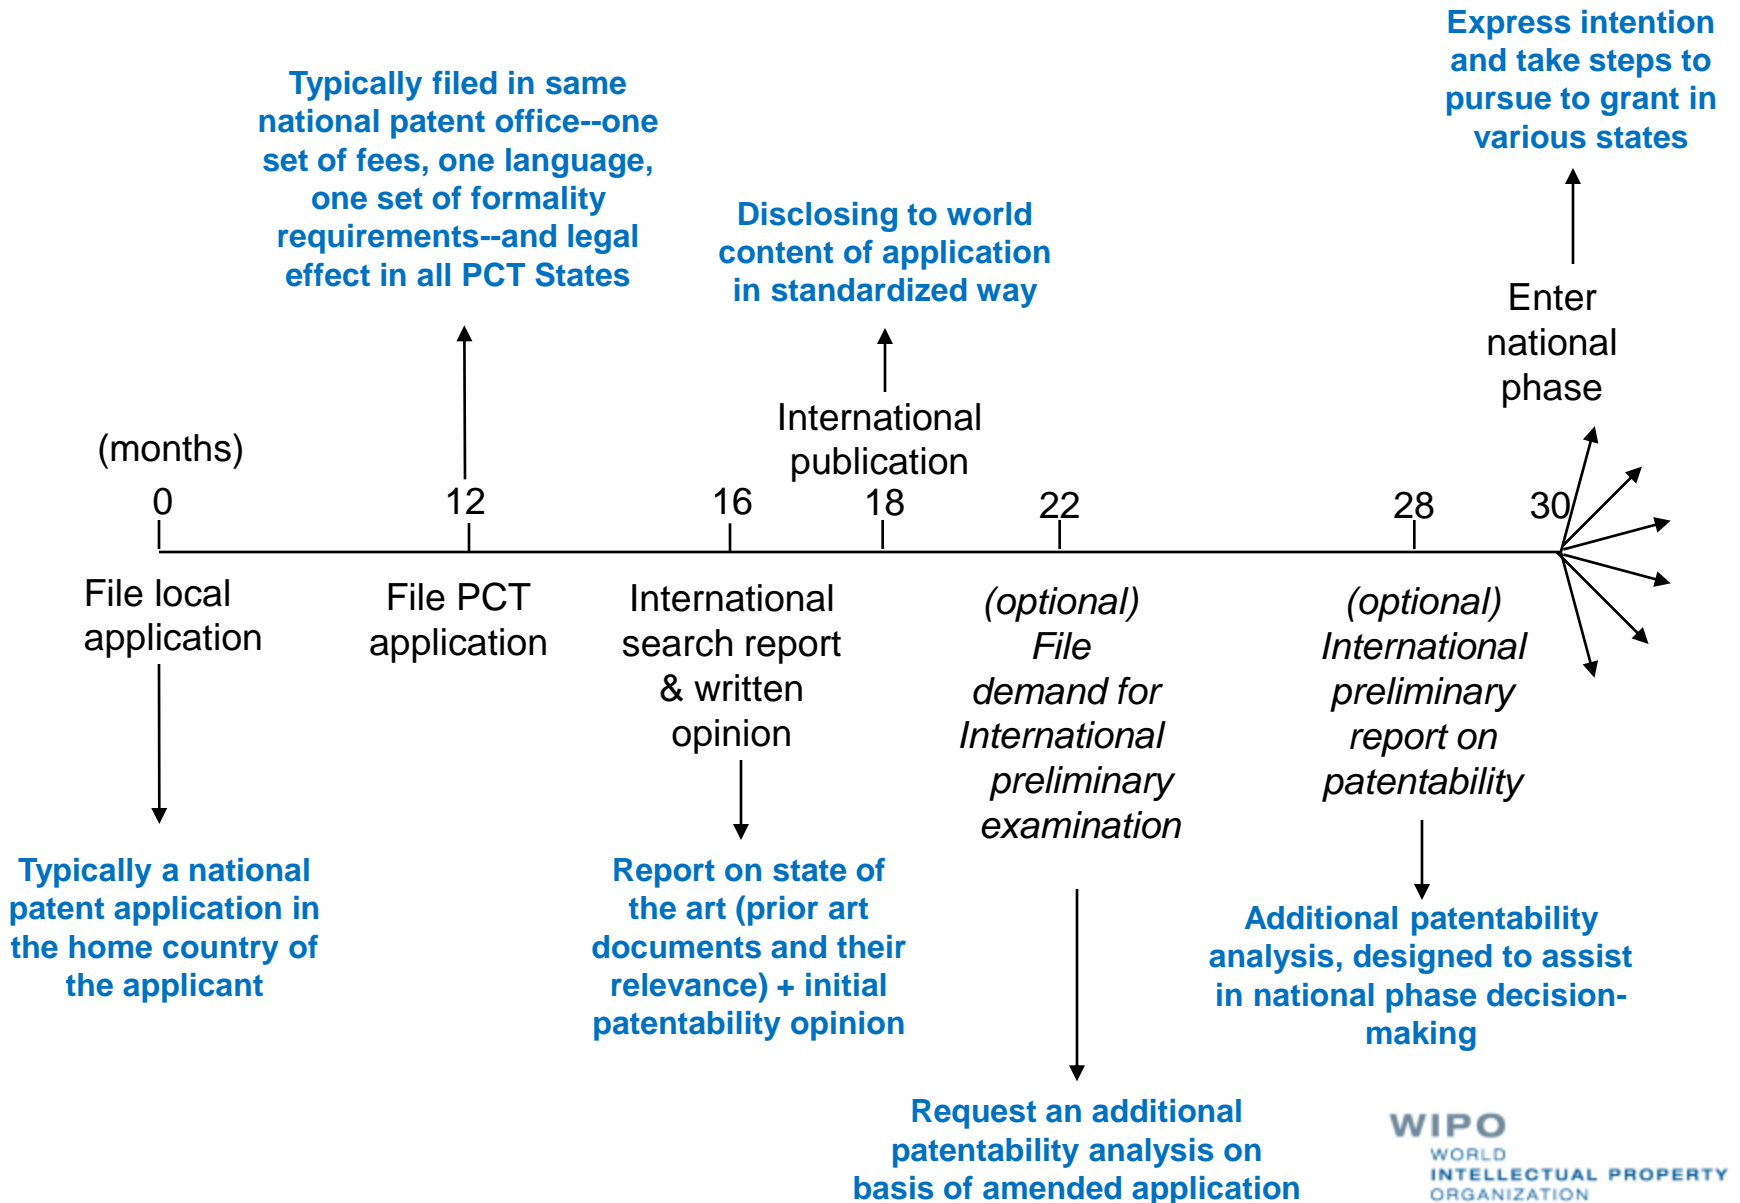 Express intention
and take steps to
pursue to grant in
various states
Typically filed in same
national patent office--one
set of fees, one language,
one set of formality
requirements--and legal
effect in all PCT States
Disclosing to world
content of application
in standardized way
Enter
national
phase
International
publication
(months)
0
12
16
18
22
28
30
File local
application
File PCT
application
International
search report
& written
opinion
(optional)
File
demand for
International
preliminary
examination
(optional)
International
preliminary
report on
patentability
Typically a national
patent application in
the home country of
the applicant
Report on state of
the art (prior art
documents and their
relevance) + initial
patentability opinion
Additional patentability
analysis, designed to assist
in national phase decision-
making
Request an additional
patentability analysis on
basis of amended application
WIPO
WORLD
INTELLECTUAL PROPERTY
ORGANIZATION